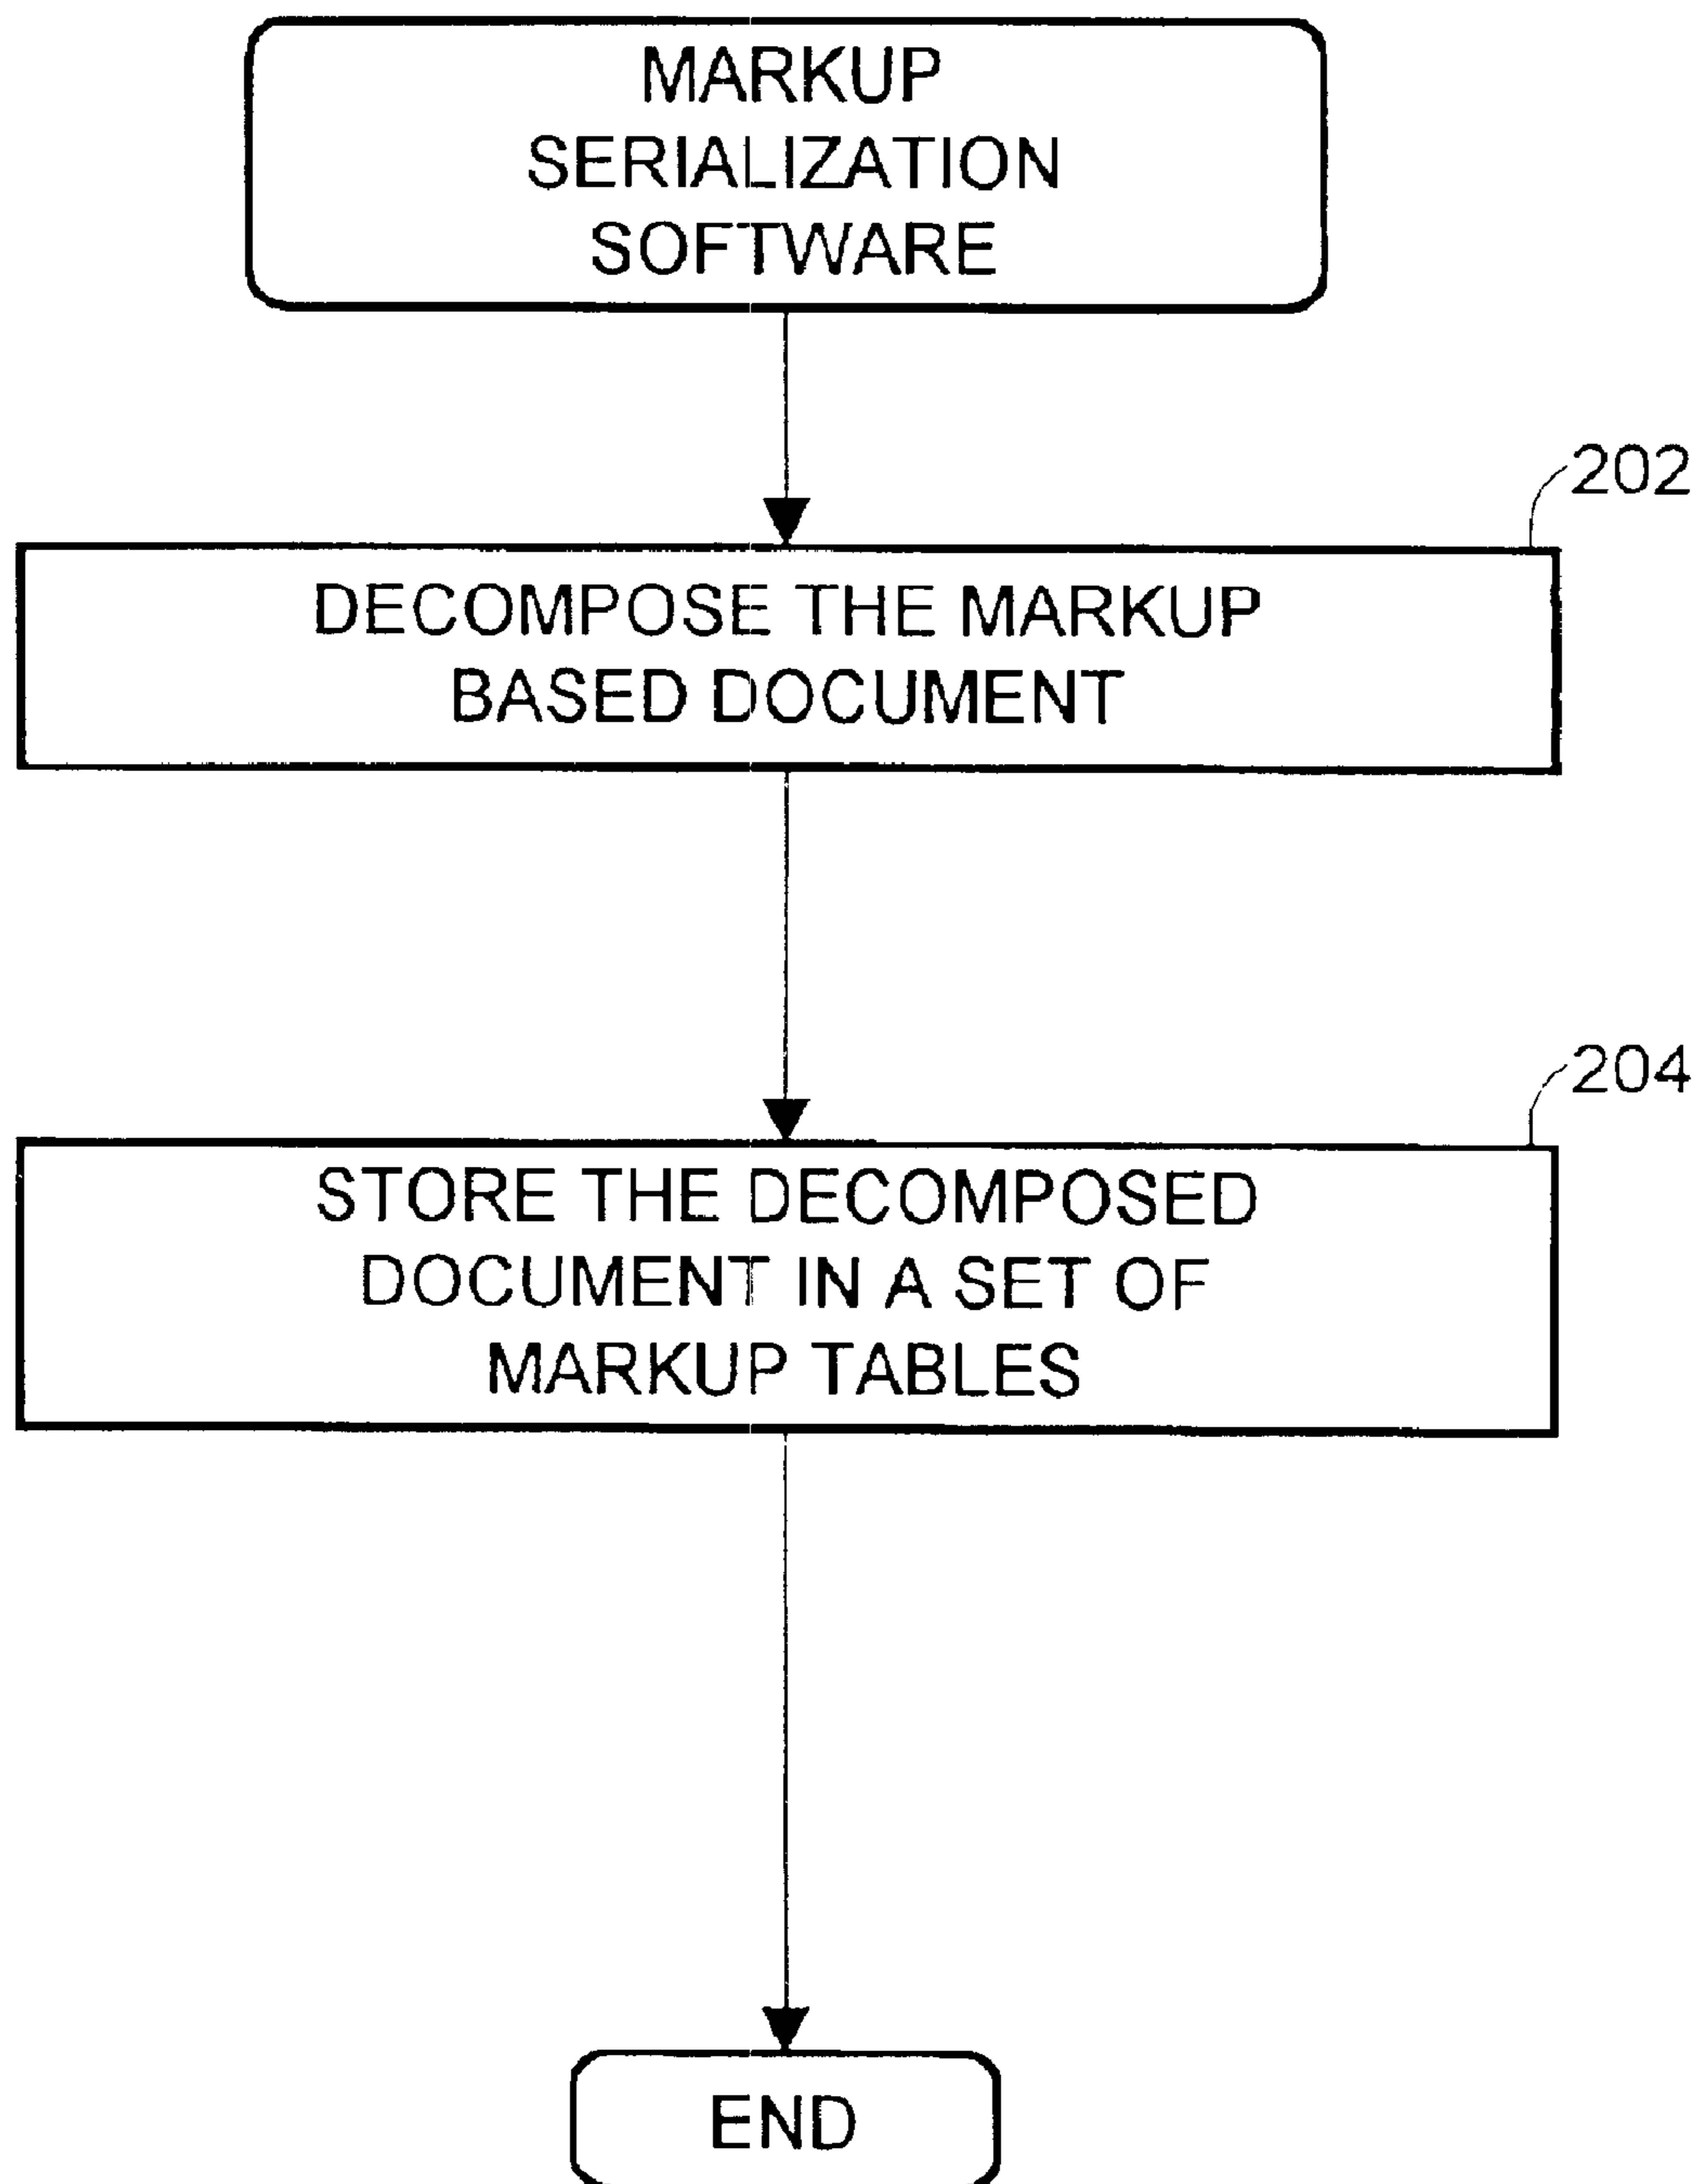 MARKUP
SERIALIZATION
SOFTWARE
202
DECOMPOSE THE MARKUP
BASED DOCUMENT
204
STORE THE DECOMPOSED
DOCUMENT IN A SET OF
MARKUP TABLES
END